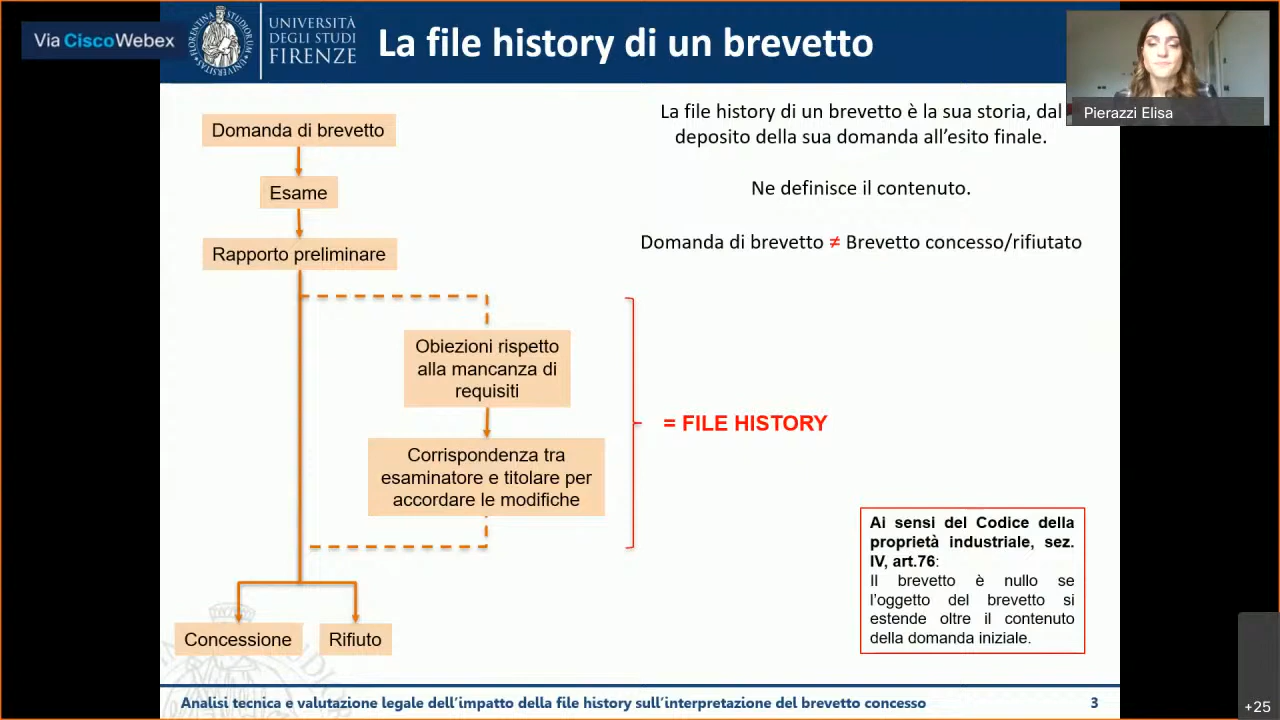 Via Cisco Webex
UNIVERSITÀ
DEGLI STUDI
FIRENZE
La file history di un brevetto
Pierazzi Elisa
La file history di un brevetto è la sua storia, dal
deposito della sua domanda all’esito finale.
Ne definisce il contenuto.
Domanda di brevetto ≠ Brevetto concesso/rifiutato
Domanda di brevetto
Esame
Rapporto preliminare
Obiezioni rispetto
alla mancanza di
requisiti
Corrispondenza tra
esaminatore e titolare per
accordare le modifiche
= FILE HISTORY
Concessione
Rifiuto
Ai sensi del Codice della
proprietà industriale, sez.
IV, art.76:
Il brevetto è nullo se
l’oggetto del brevetto si
estende oltre il contenuto
della domanda iniziale.
Analisi tecnica e valutazione legale dell’impatto della file history sull’interpretazione del brevetto concesso
3
+25